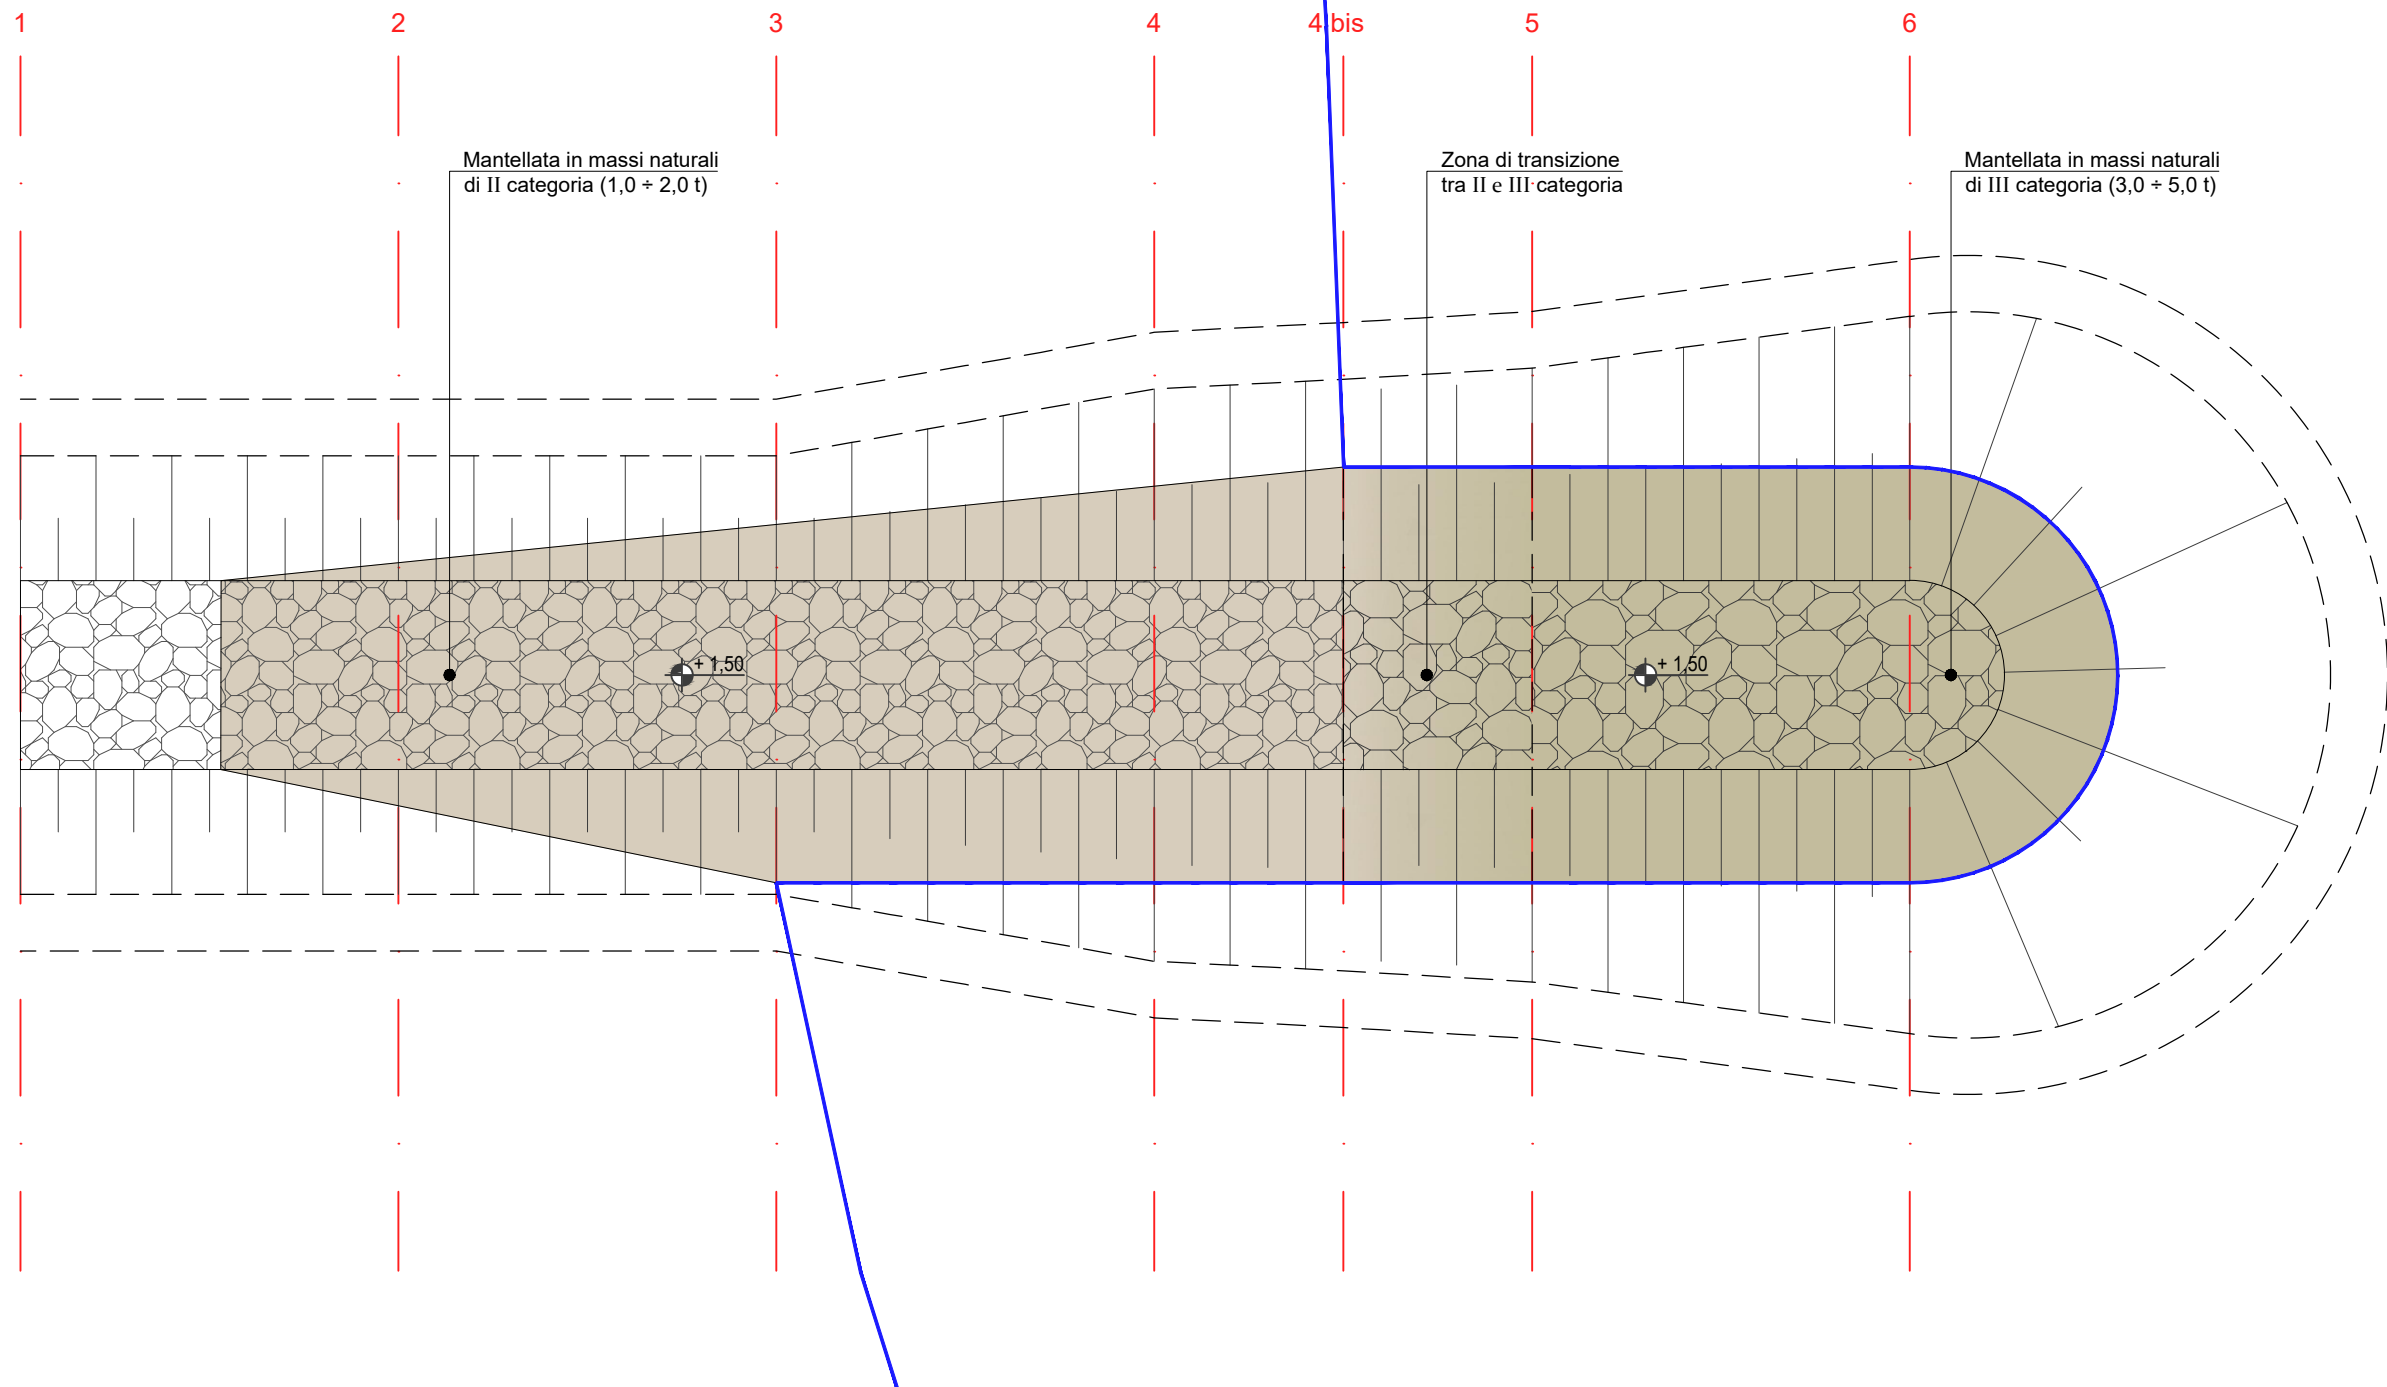 1
2
3
4
4 bis
5
6
Mantellata in massi naturali
di II categoria (1,0 ÷ 2,0 t)
Zona di transizione
tra II e III categoria
Mantellata in massi naturali
di III categoria (3,0 ÷ 5,0 t)
+ 1,50
+ 1,50